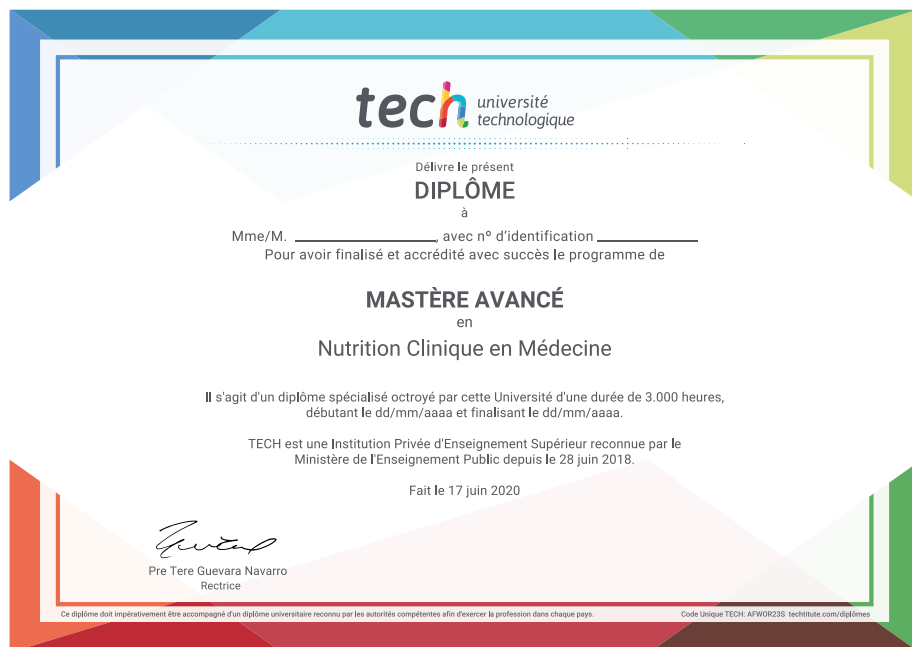 tech université
technologique
Délivre le présent
DIPLÔME
à
Mme/M. ____________________, avec nº d'identification ______________
Pour avoir finalisé et accrédité avec succès le programme de
MASTÈRE AVANCÉ
en
Nutrition Clinique en Médecine
Il s'agit d'un diplôme spécialisé octroyé par cette Université d'une durée de 3.000 heures,
débutant le dd/mm/aaaa et finalisant le dd/mm/aaaa.
TECH est une Institution Privée d'Enseignement Supérieur reconnue par le
Ministère de l'Enseignement Public depuis le 28 juin 2018.
Fait le 17 juin 2020
Pre Tere Guevara Navarro
Rectrice
Ce diplôme doit impérativement être accompagné d'un diplôme universitaire reconnu par les autorités compétentes afin d'exercer la profession dans chaque pays.
Code Unique TECH: AFWOR23S techtitute.com/diplômes